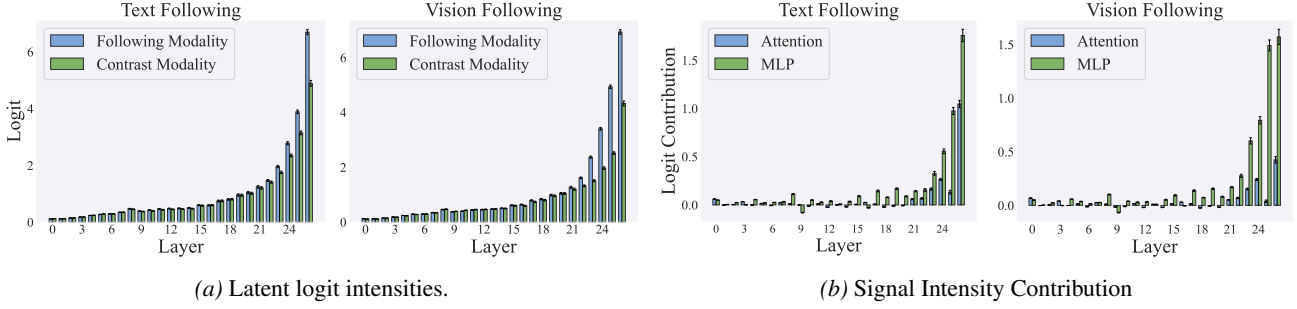 Text Following
Vision Following
Following Modality
Contrast Modality
Following Modality
Contrast Modality
Logit
6
4
2
0
6
4
2
0
0 3 6 9 12 15 18 21 24
0 3 6 9 12 15 18 21 24
Layer
Layer
(a) Latent logit intensities.
Text Following
Vision Following
Attention
MLP
Attention
MLP
Logit Contribution
1.5
1.0
0.5
0.0
1.5
1.0
0.5
0.0
0 3 6 9 12 15 18 21 24
0 3 6 9 12 15 18 21 24
Layer
Layer
(b) Signal Intensity Contribution